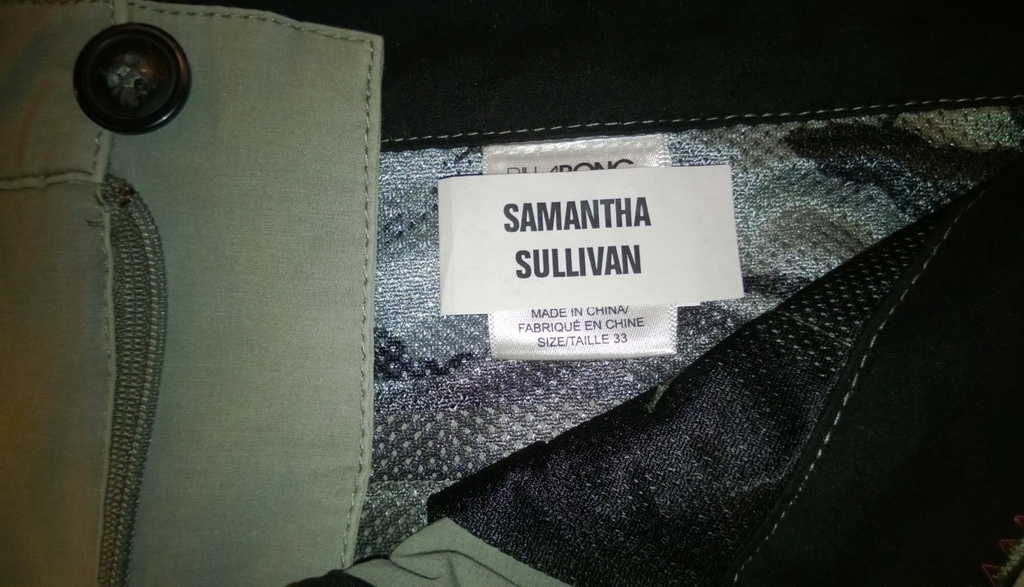 SAMANTHA
SULLIVAN
MADE IN CHINA/
FABRIQUÉ EN CHINE
SIZE/TAILLE 33